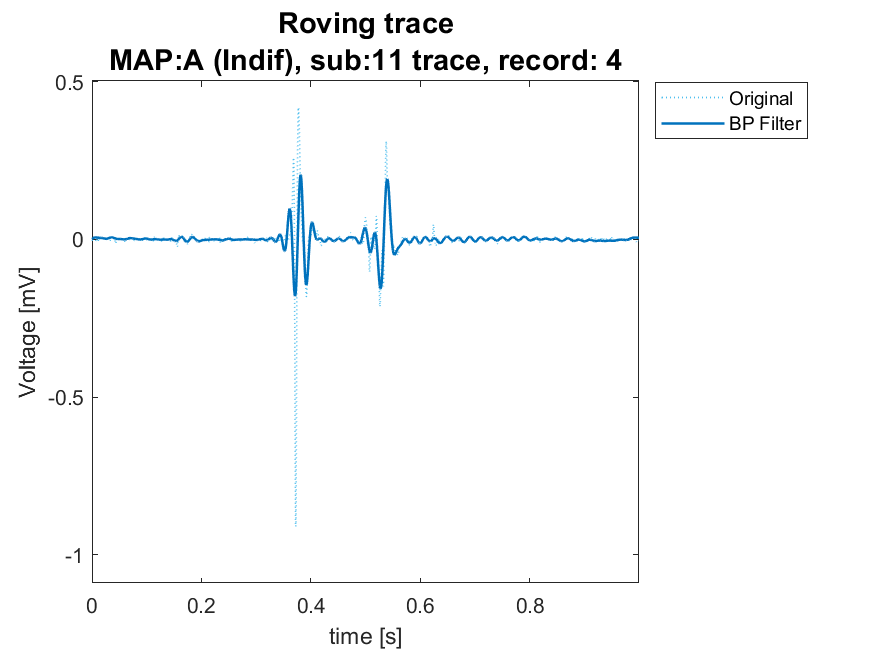 Roving trace
MAP:A (Indif), sub:11 trace, record: 4
Original
BP Filter
0.5
0
-0.5
-1
Voltage [mV]
0
0.2
0.4
0.6
0.8
time [s]